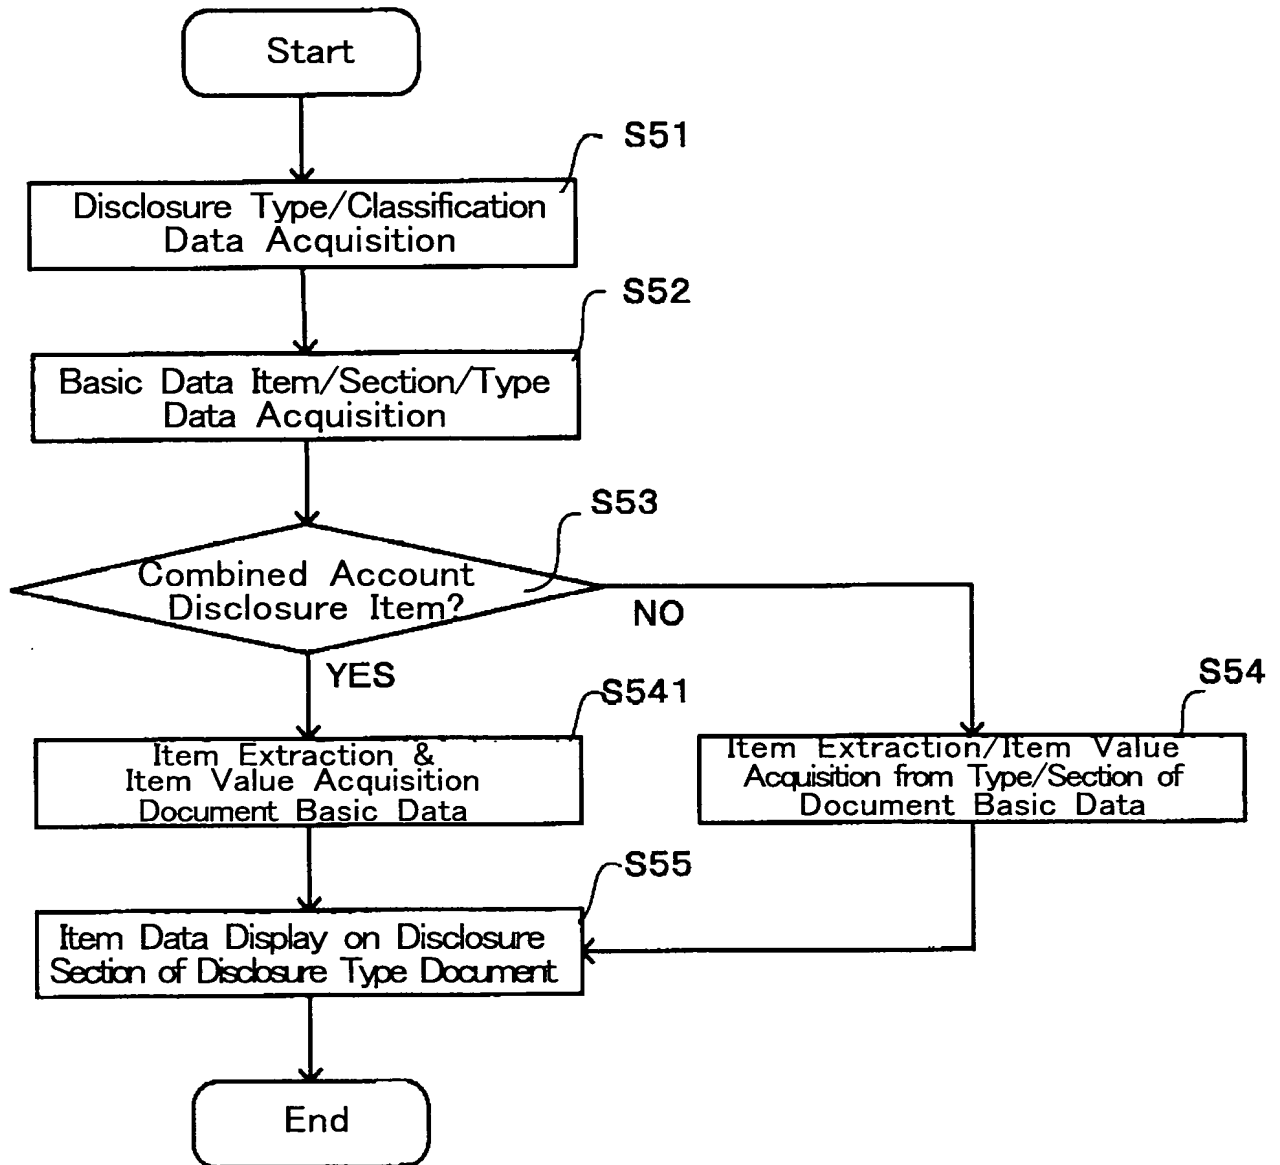 Start
S51
Disclosure Type/Classification
Data Acquisition
S52
Basic Data Item/Section/Type
Data Acquisition
S53
Combined Account
Disclosure Item?
NO
YES
S541
Item Extraction &
Item Value Acquisition
Document Basic Data
S54
Item Extraction/Item Value
Acquisition from Type/Section of
Document Basic Data
S55
Item Data Display on Disclosure
Section of Disclosure Type Document
End